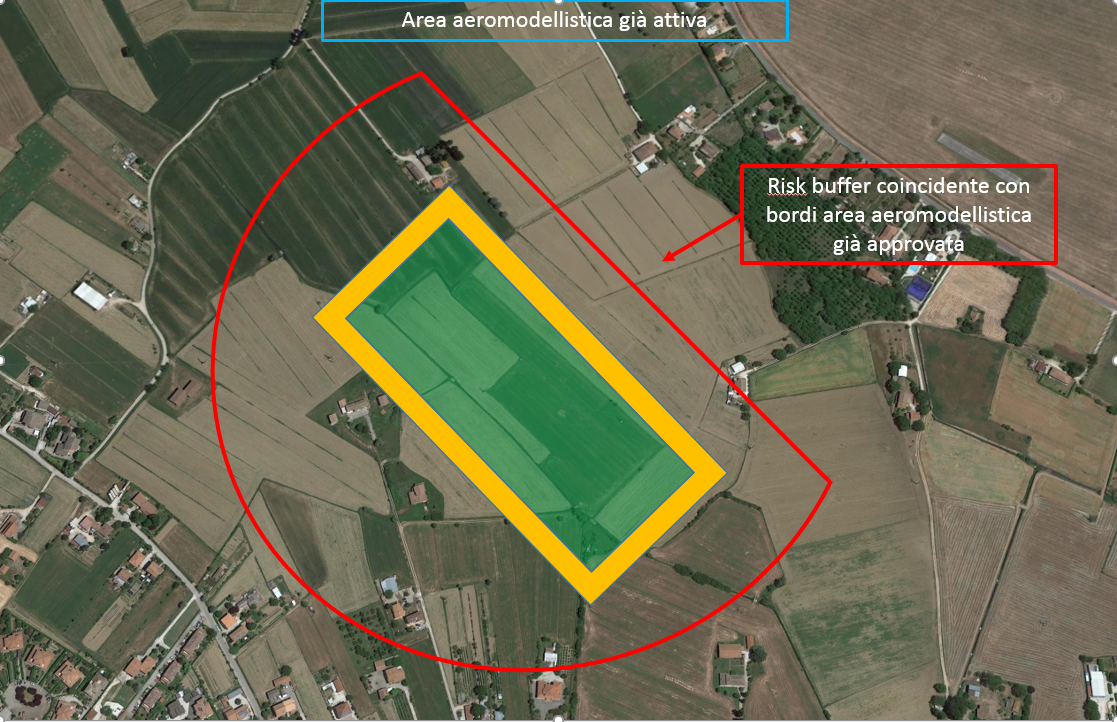 Area aeromodellistica già attiva
Risk buffer coincidente con
bordi area aeromodellistica
già approvata